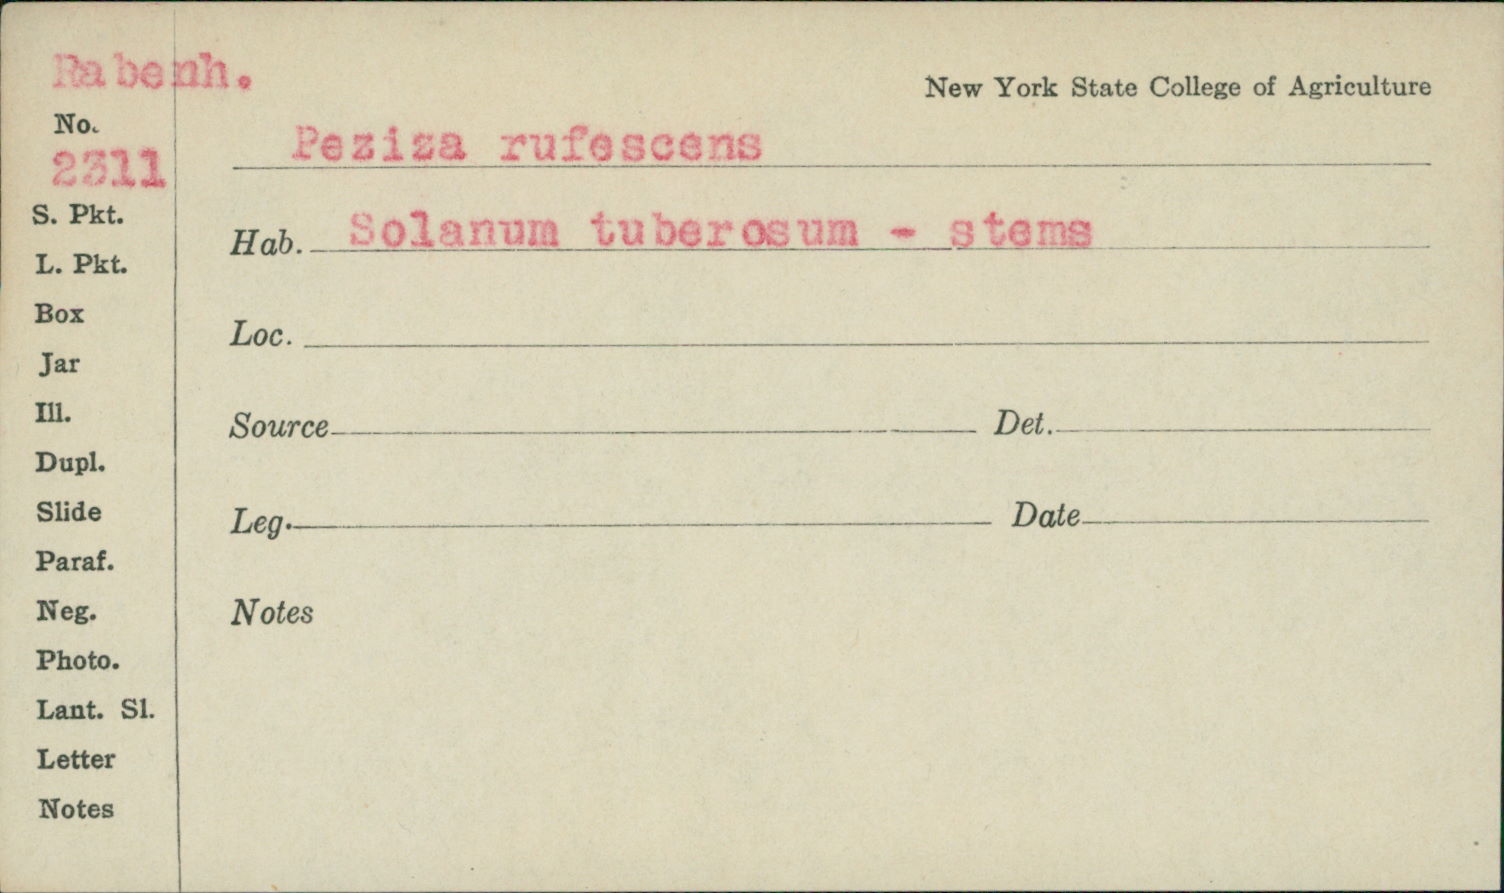 Rabenh.
New York State College of Agriculture
No.
2311
Peziza rufescens
S. Pkt.
Hab. Solanum tuberosum - stems
L. Pkt.
Box
Loc.
Jar
Ill.
Source Det.
Dupl.
Slide
Leg. Date
Paraf.
Neg.
Notes
Photo.
Lant. Sl.
Letter
Notes